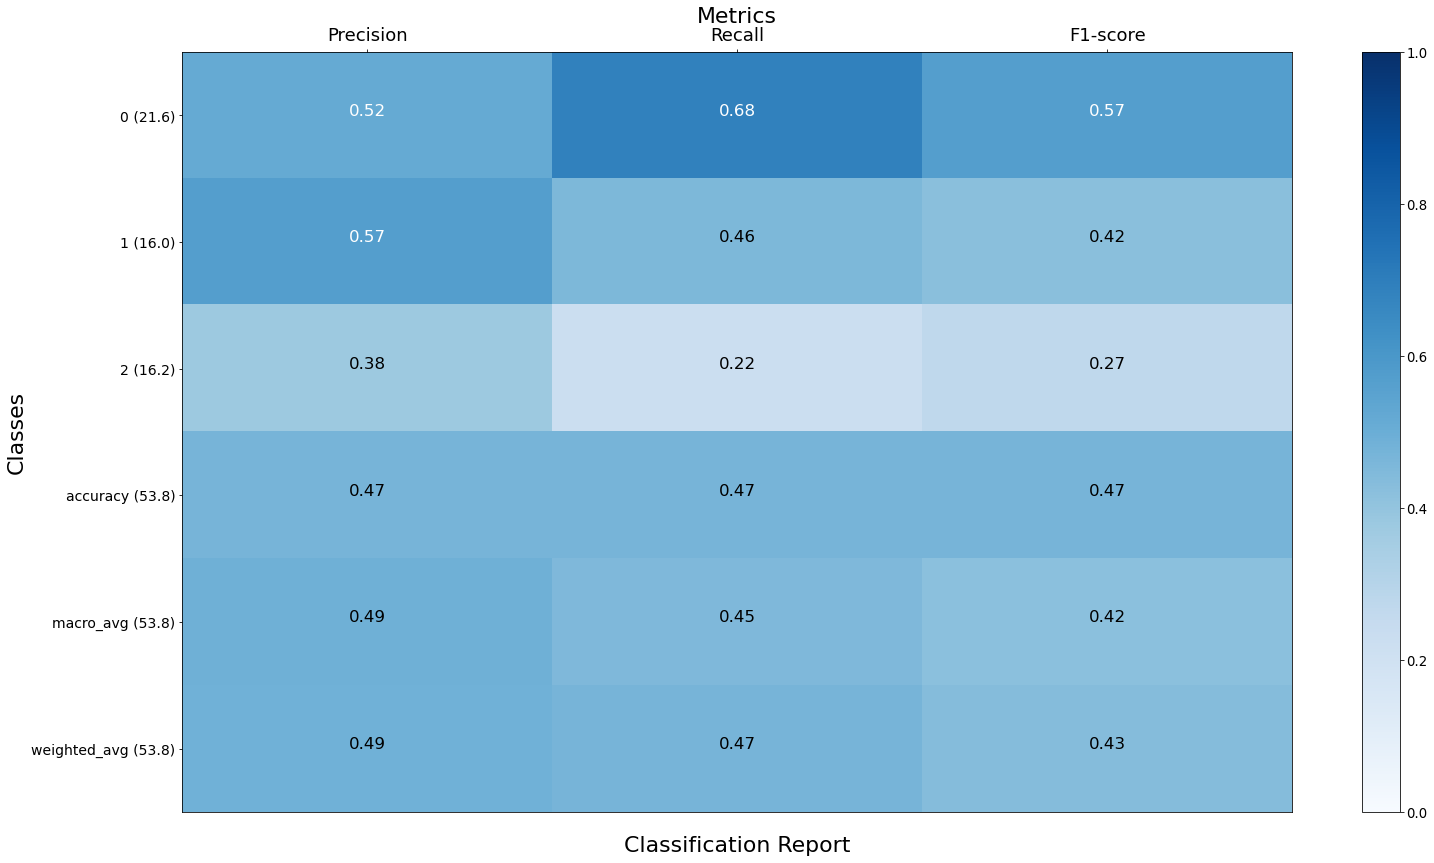 Metrics
Precision Recall F1-score
0 (21.6) 0.52 0.68 0.57
1 (16.0) 0.57 0.46 0.42
2 (16.2) 0.38 0.22 0.27
accuracy (53.8) 0.47 0.47 0.47
macro_avg (53.8) 0.49 0.45 0.42
weighted_avg (53.8) 0.49 0.47 0.43
Classes
Classification Report
1.0
0.8
0.6
0.4
0.2
0.0